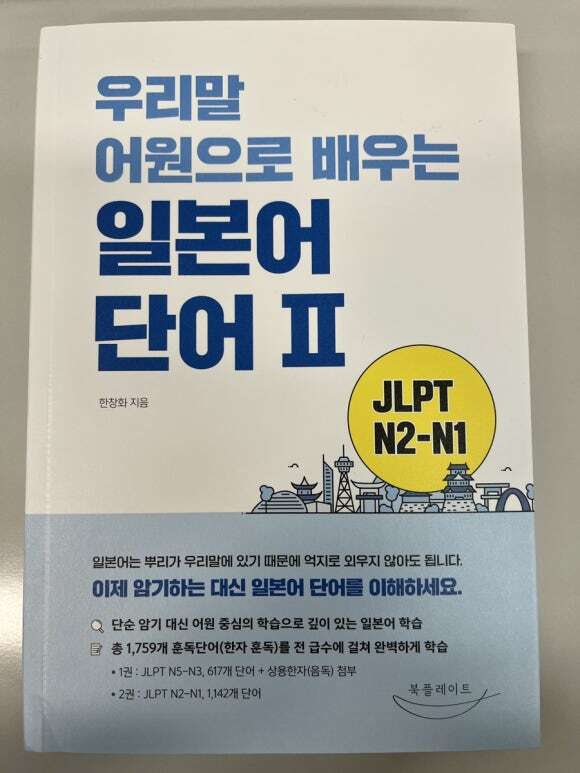 우리말
어원으로 배우는
일본어
단어 Ⅱ
한창화 지음
JLPT
N2-N1
일본어는 뿌리가 우리말에 있기 때문에 억지로 외우지 않아도 됩니다.
이제 암기하는 대신 일본어 단어를 이해하세요.
단순 암기 대신 어원 중심의 학습으로 깊이 있는 일본어 학습
총 1,759개 훈독단어(한자 훈독)를 전 급수에 걸쳐 완벽하게 학습
• 1권 : JLPT N5-N3, 617개 단어 + 상용한자(음독) 첨부
• 2권 : JLPT N2-N1, 1,142개 단어
북플레이트